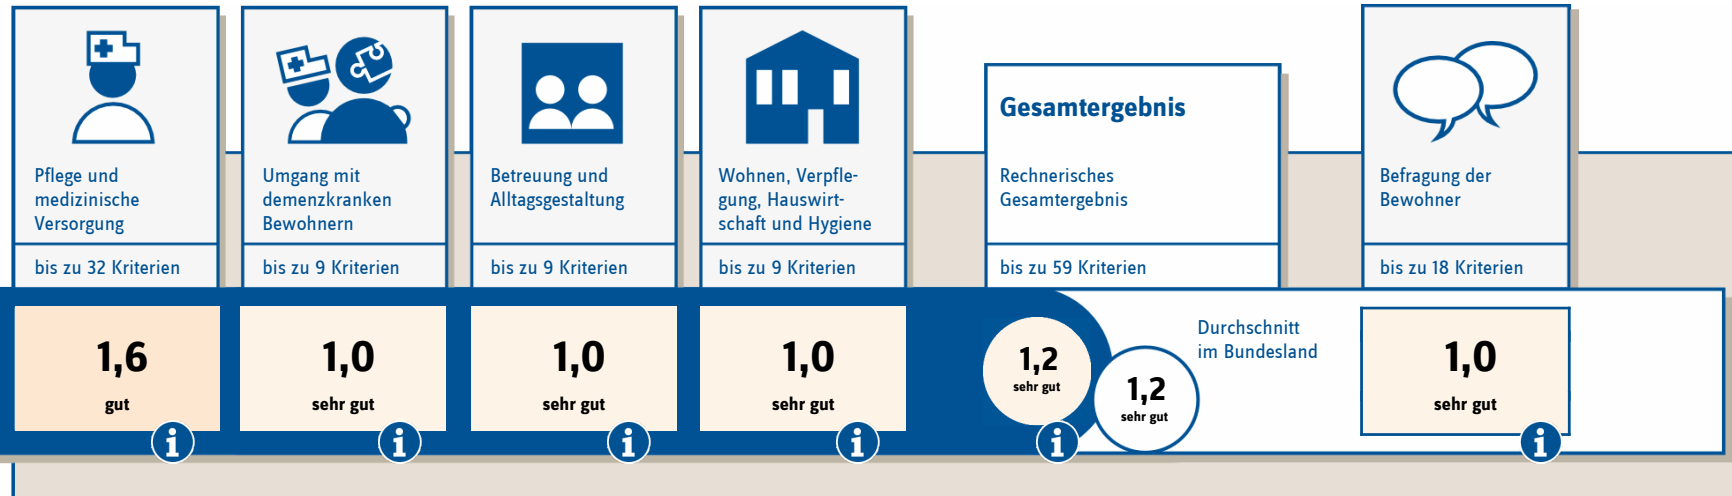 Pflege und
medizinische
Versorgung
bis zu 32 Kriterien
1,6
gut
Umgang mit
demenzkranken
Bewohnern
bis zu 9 Kriterien
1,0
sehr gut
Betreuung und
Alltagsgestaltung
bis zu 9 Kriterien
1,0
sehr gut
Wohnen, Verpfle-
gung, Hauswirt-
schaft und Hygiene
bis zu 9 Kriterien
1,0
sehr gut
Gesamtergebnis
Rechnerisches
Gesamtergebnis
bis zu 59 Kriterien
1,2
sehr gut
1,2
sehr gut
Durchschnitt
im Bundesland
Befragung der
Bewohner
bis zu 18 Kriterien
1,0
sehr gut
i
i
i
i
i
i